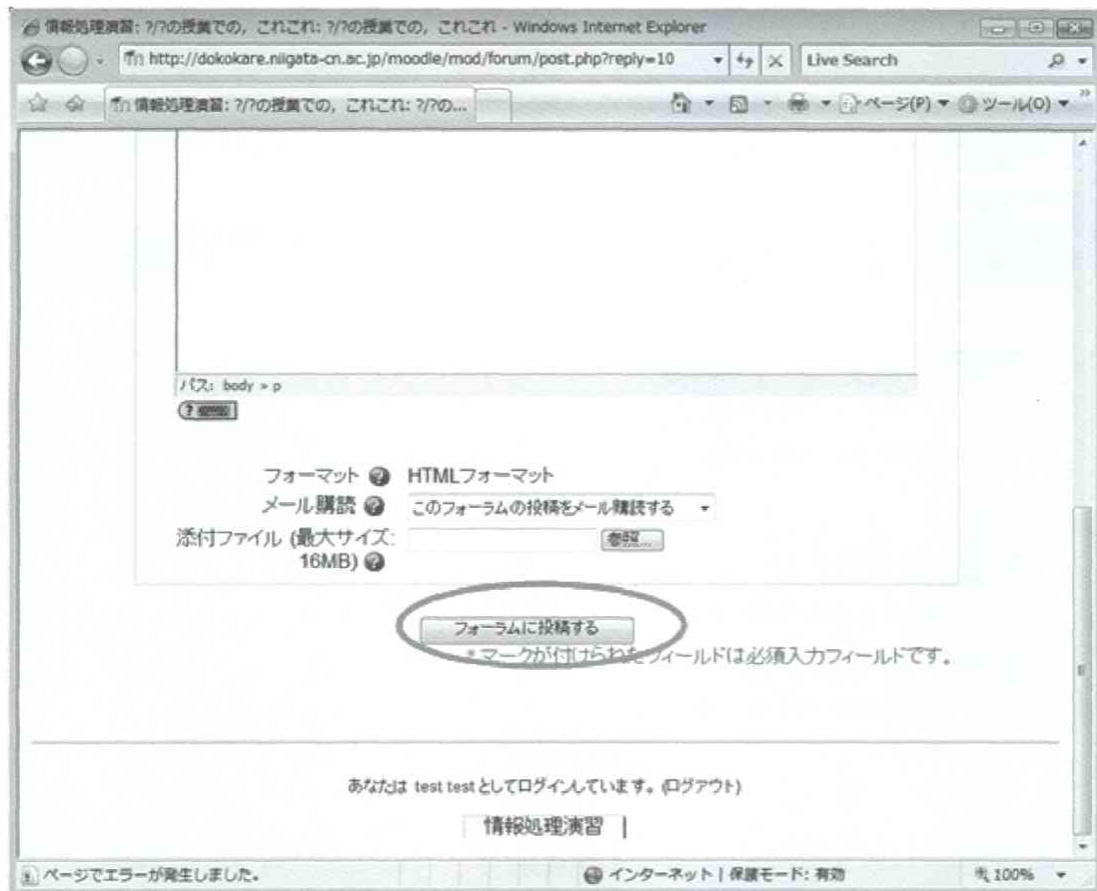 情報処理演習: ?/?の授業での，これこれ: ?/?の授業での，これこれ - Windows Internet Explorer
http://dokokare.niigata-cn.ac.jp/moodle/mod/forum/post.php?reply=10
Live Search
情報処理演習: ?/?の授業での，これこれ: ?/?の...
ページ(P)
ツール(O)
パス: body » p
フォーマット
HTMLフォーマット
メール購読
このフォーラムの投稿をメール購読する
添付ファイル (最大サイズ:
16MB)
参照...
フォーラムに投稿する
* マークが付けられたフィールドは必須入力フィールドです。
あなたは test test としてログインしています。(ログアウト)
情報処理演習
ページでエラーが発生しました。
インターネット | 保護モード: 有効
100%